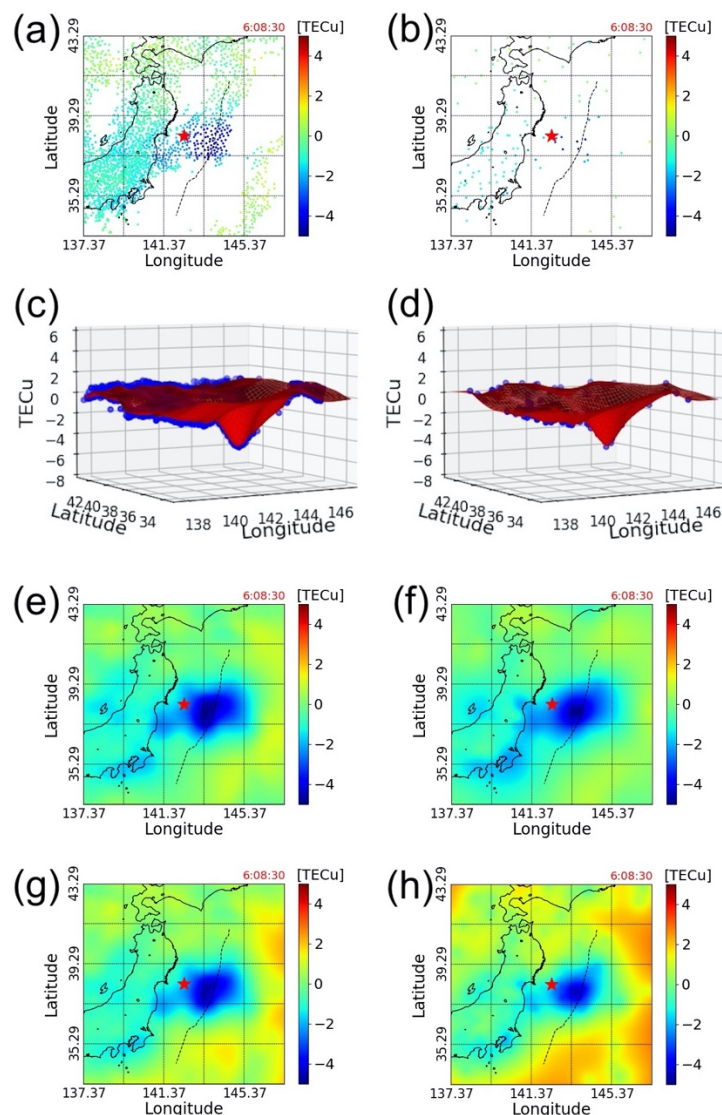 (a)
6:08:30
[TECu]
43.29
39.29
35.29
Latitude
137.37 141.37 145.37
Longitude
4
2
0
−2
−4
(b)
6:08:30
[TECu]
43.29
39.29
35.29
Latitude
137.37 141.37 145.37
Longitude
4
2
0
−2
−4
(c)
TECu
6
4
2
0
−2
−4
−6
−8
42 40 38 36 34
Latitude
138 140 142 144 146
Longitude
(d)
TECu
6
4
2
0
−2
−4
−6
−8
42 40 38 36 34
Latitude
138 140 142 144 146
Longitude
(e)
6:08:30
[TECu]
43.29
39.29
35.29
Latitude
137.37 141.37 145.37
Longitude
4
2
0
−2
−4
(f)
6:08:30
[TECu]
43.29
39.29
35.29
Latitude
137.37 141.37 145.37
Longitude
4
2
0
−2
−4
(g)
6:08:30
[TECu]
43.29
39.29
35.29
Latitude
137.37 141.37 145.37
Longitude
4
2
0
−2
−4
(h)
6:08:30
[TECu]
43.29
39.29
35.29
Latitude
137.37 141.37 145.37
Longitude
4
2
0
−2
−4